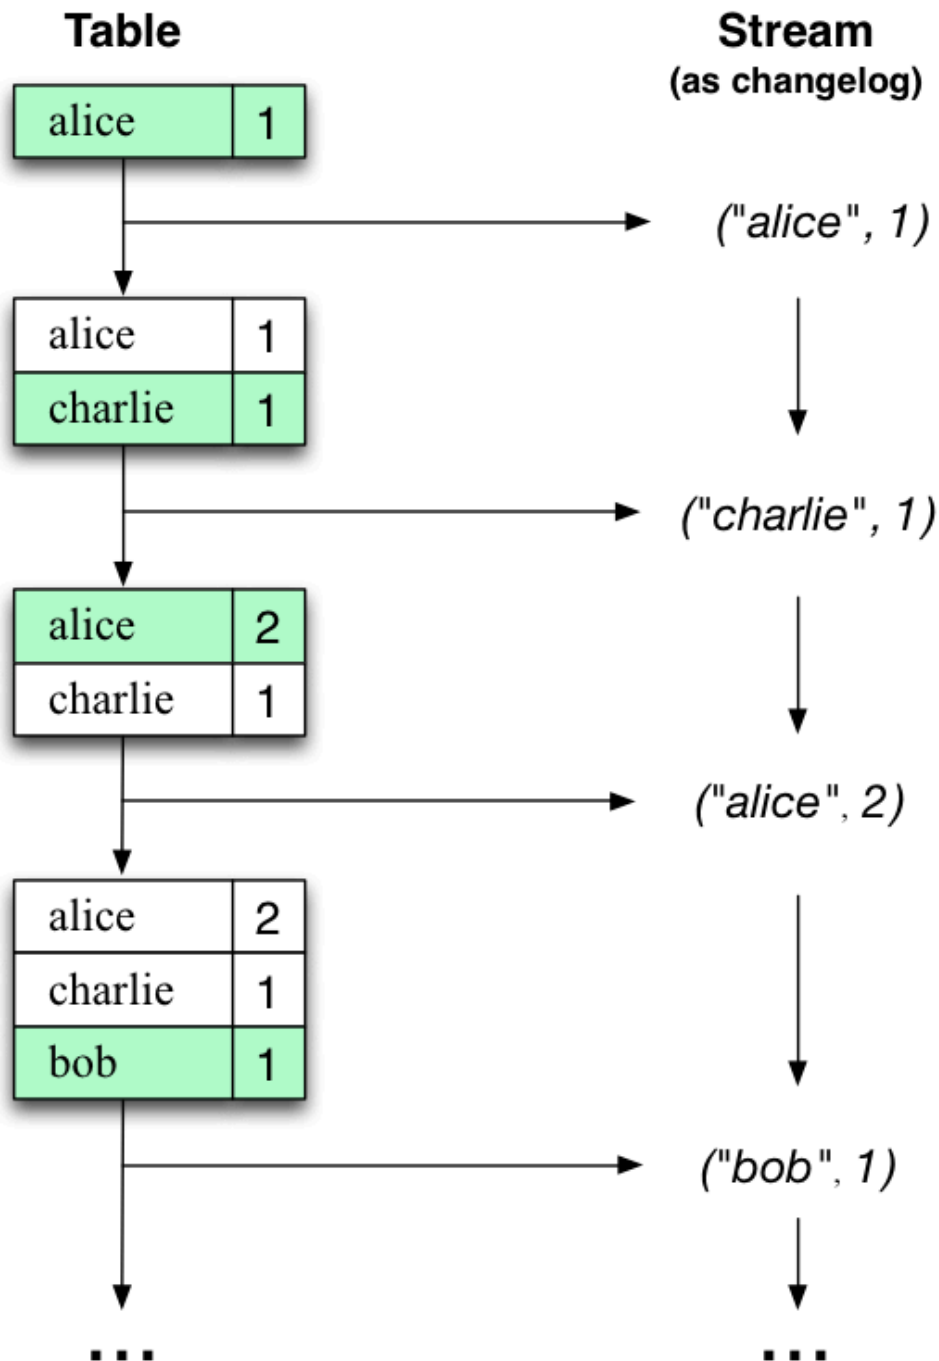 Table
Stream
(as changelog)
alice 1
("alice", 1)
alice 1
charlie 1
("charlie", 1)
alice 2
charlie 1
("alice", 2)
alice 2
charlie 1
bob 1
("bob", 1)
... ...